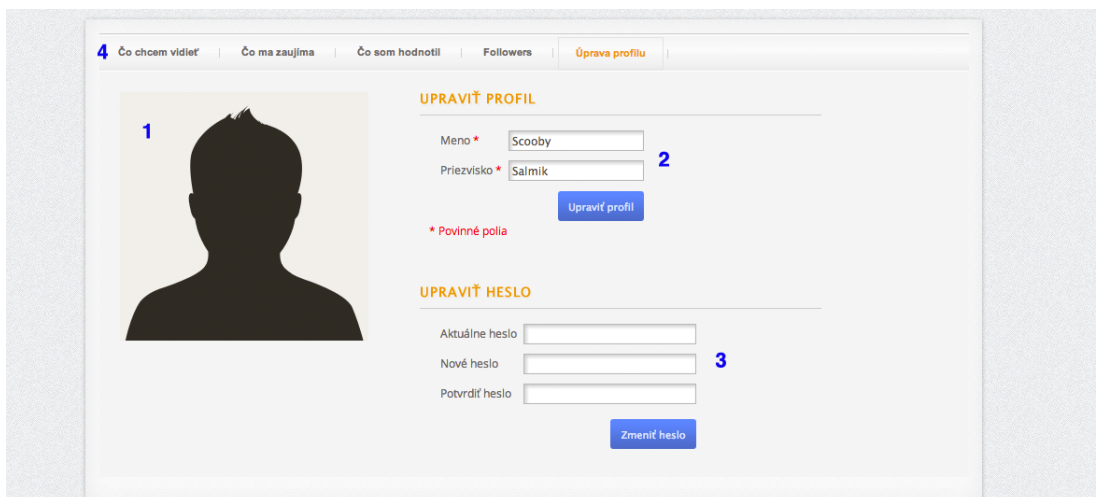 4 Čo chcem vidieť Čo ma zaujíma Čo som hodnotil Followers Úprava profilu
1
UPRAVIŤ PROFIL
Meno * Scooby
2
Priezvisko * Salmik
Upraviť profil
* Povinné polia
UPRAVIŤ HESLO
Aktuálne heslo
Nové heslo 3
Potvrdiť heslo
Zmeniť heslo